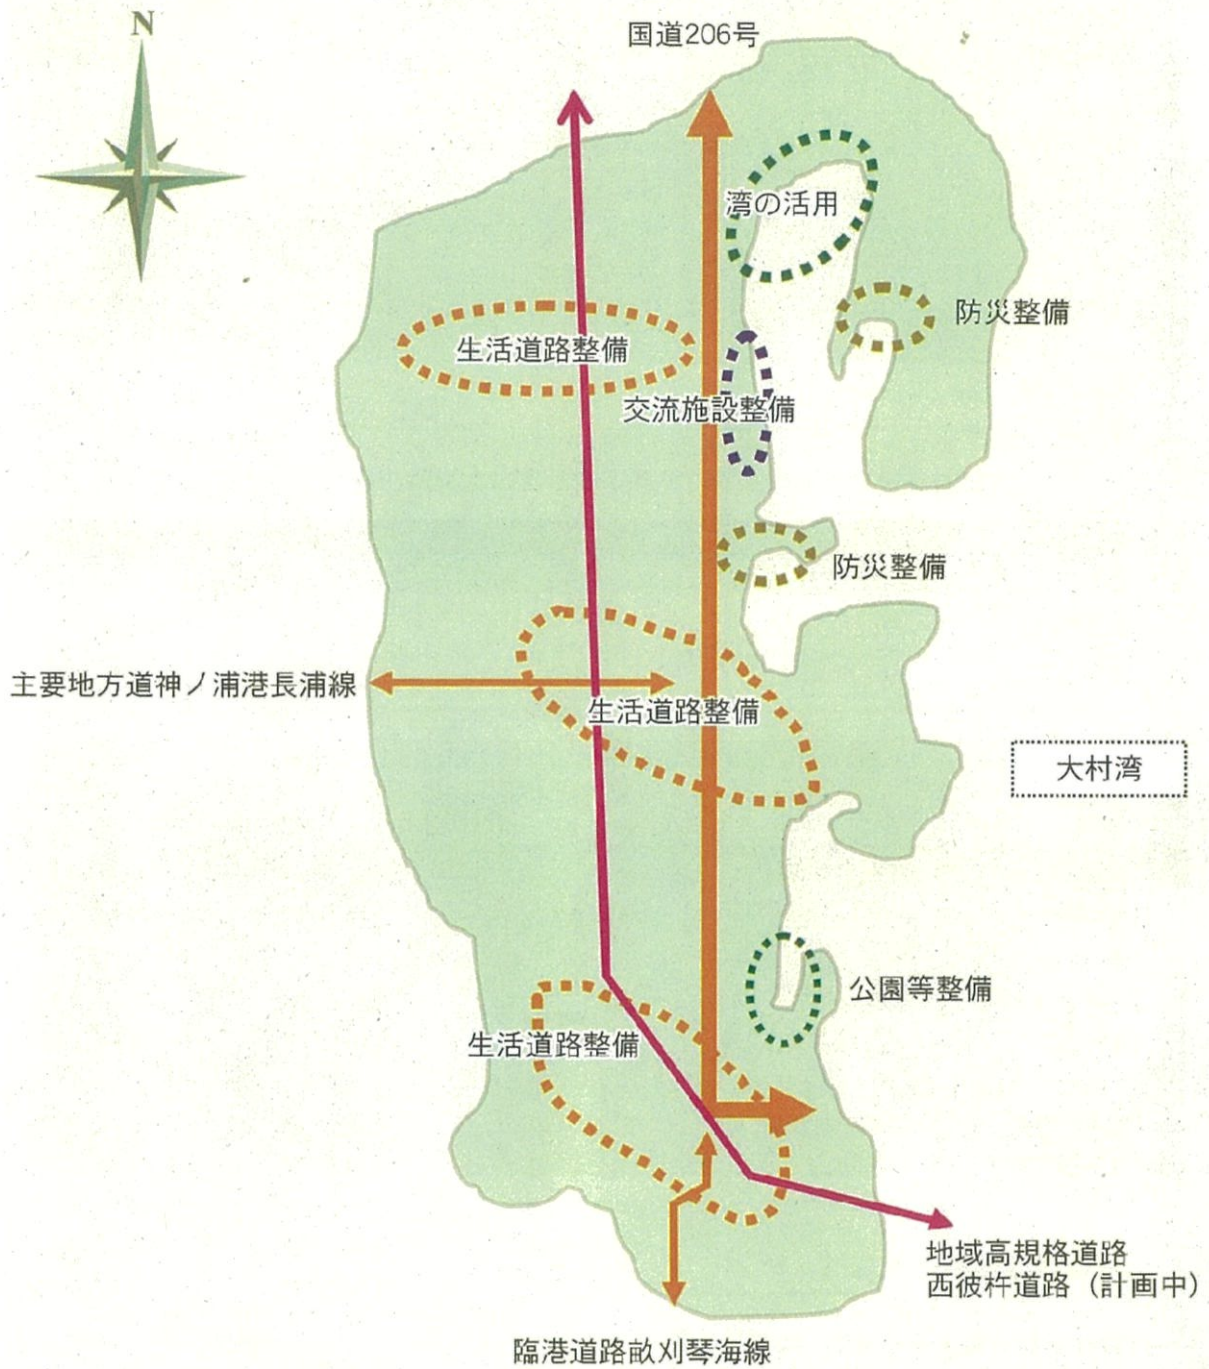 N
国道206号
湾の活用
防災整備
生活道路整備
交流施設整備
防災整備
主要地方道神ノ浦港長浦線
生活道路整備
大村湾
公園等整備
生活道路整備
地域高規格道路
西彼杵道路（計画中）
臨港道路畝刈琴海線